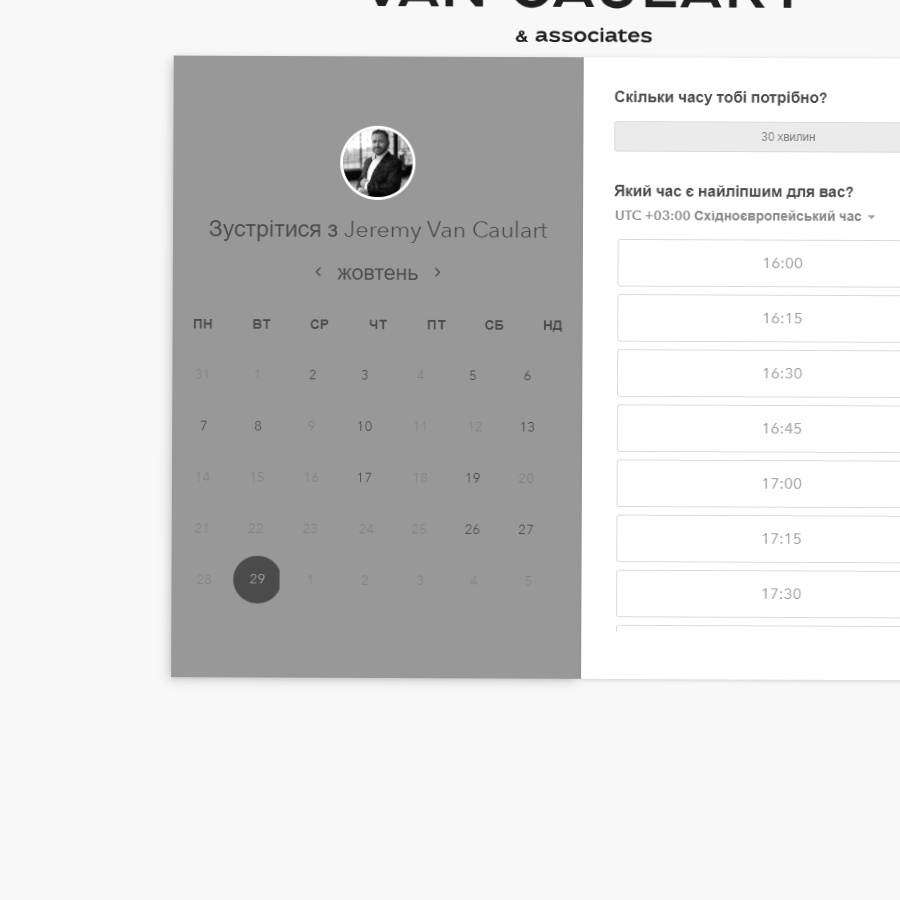 VAN CAULART
& associates
Зустрітися з Jeremy Van Caulart
жовтень
ПН ВТ СР ЧТ ПТ СБ НД
31 1 2 3 4 5 6
7 8 9 10 11 12 13
14 15 16 17 18 19 20
21 22 23 24 25 26 27
28 29 1 2 3 4 5
Скільки часу тобі потрібно?
30 хвилин
Який час є найліпшим для вас?
UTC +03:00 Східноєвропейський час
16:00
16:15
16:30
16:45
17:00
17:15
17:30